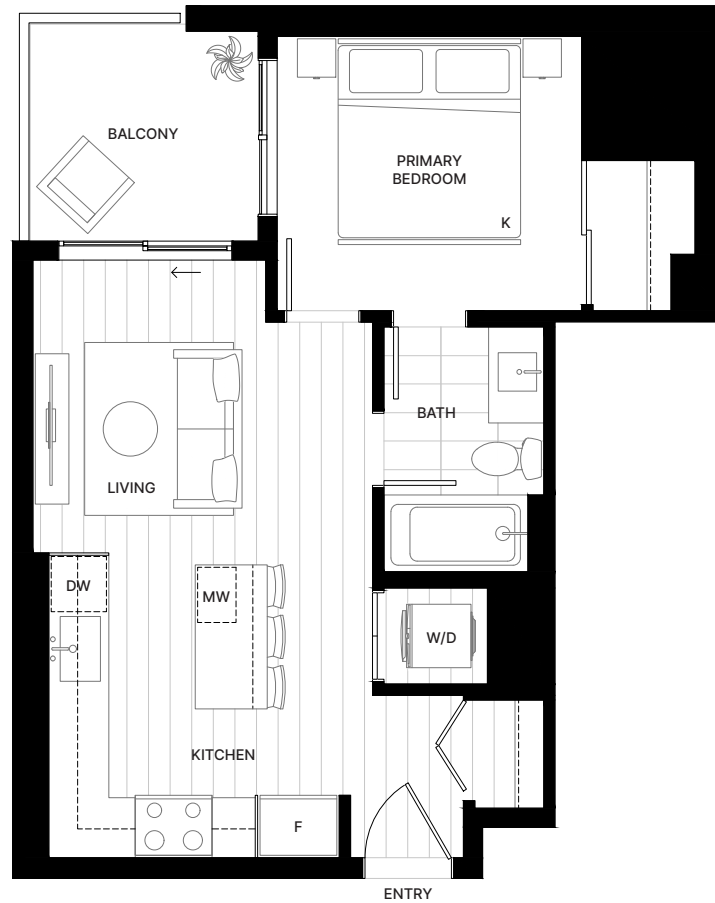 BALCONY
PRIMARY
BEDROOM
K
BATH
LIVING
DW
MW
W/D
KITCHEN
F
ENTRY